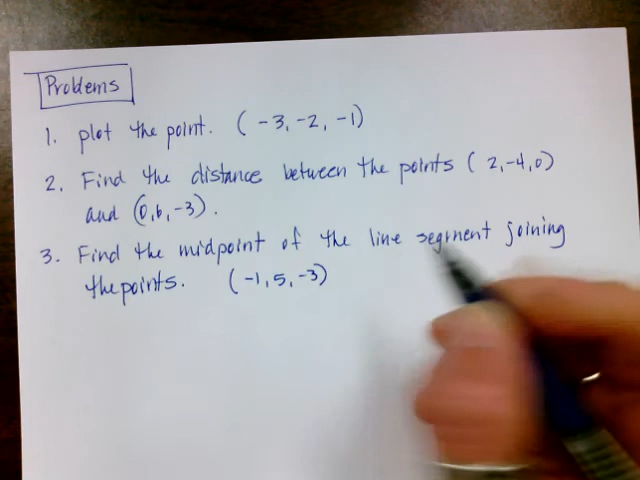 Problems
1. plot the point. (-3, -2, -1)
2. Find the distance between the points (2, -4, 0)
and (0, 6, -3).
3. Find the midpoint of the line segment joining
the points. (-1, 5, -3)